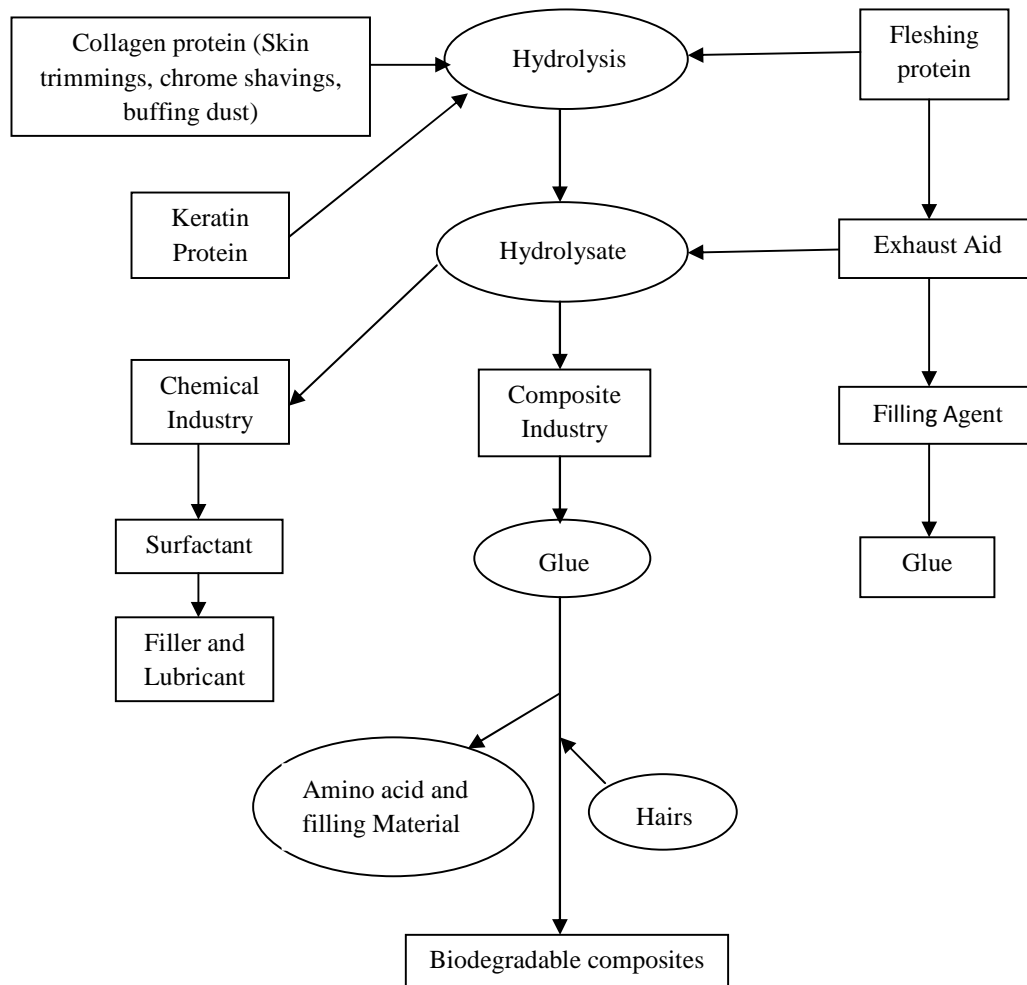 Collagen protein (Skin
trimmings, chrome shavings,
buffing dust)
Hydrolysis
Fleshing
protein
Keratin
Protein
Hydrolysate
Exhaust Aid
Chemical
Industry
Composite
Industry
Filling Agent
Surfactant
Glue
Glue
Filler and
Lubricant
Amino acid and
filling Material
Hairs
Biodegradable composites